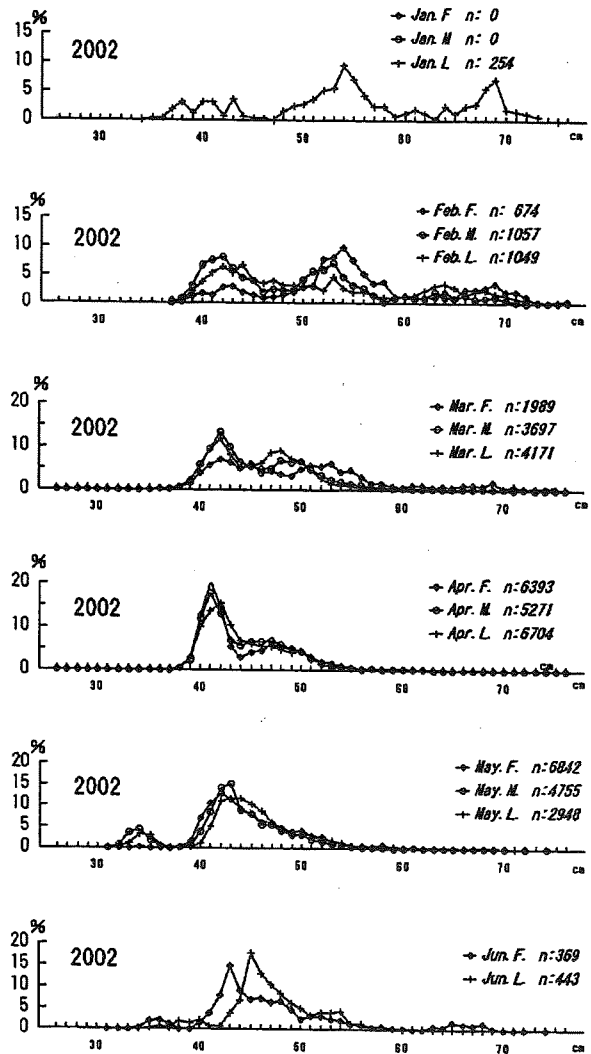 %
15
10
5
0
2002
Jan. F n: 0
Jan. M n: 0
Jan. L n: 254
30 40 50 60 70 cm
%
15
10
5
0
2002
Feb. F. n: 674
Feb. M. n:1057
Feb. L. n:1049
30 40 50 60 70 cm
%
20
15
10
5
0
2002
Mar. F. n:1989
Mar. M. n:3697
Mar. L. n:4171
30 40 50 60 70 cm
%
20
15
10
5
0
2002
Apr. F. n:6393
Apr. M. n:5271
Apr. L. n:6704
cm
30 40 50 60 70 cm
%
20
15
10
5
0
2002
May. F. n:6842
May. M. n:4755
May. L. n:2948
30 40 50 60 70 cm
%
20
15
10
5
0
2002
Jun. F. n:369
Jun. L. n:443
30 40 50 60 70 cm